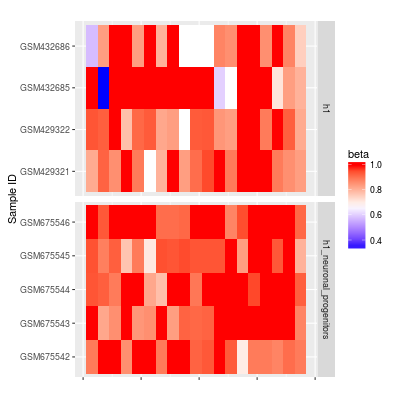 GSM432686
GSM432685
GSM429322
GSM429321
h1
GSM675546
GSM675545
GSM675544
GSM675543
GSM675542
h1_neuronal_progenitors
Sample ID
beta
1.0
0.8
0.6
0.4